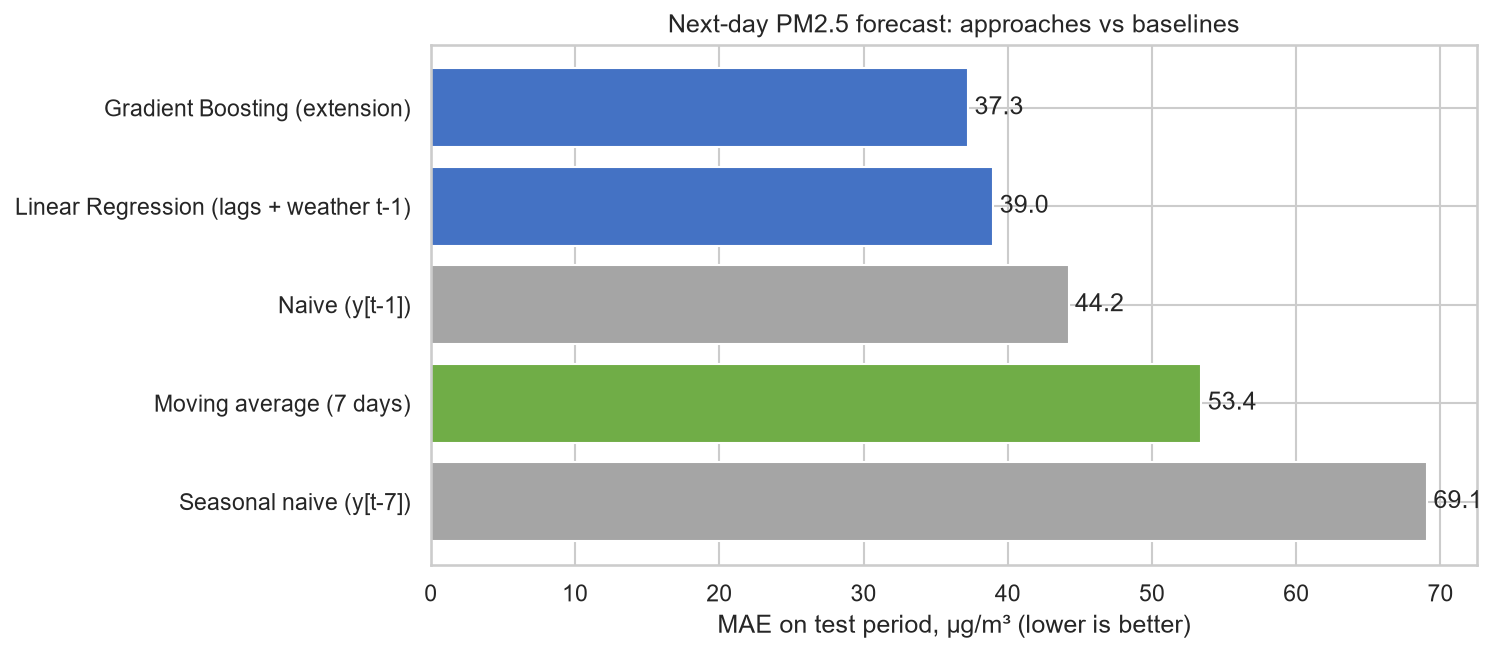 Next-day PM2.5 forecast: approaches vs baselines
Gradient Boosting (extension)
37.3
Linear Regression (lags + weather t-1)
39.0
Naive (y[t-1])
44.2
Moving average (7 days)
53.4
Seasonal naive (y[t-7])
69.1
0 10 20 30 40 50 60 70
MAE on test period, µg/m³ (lower is better)